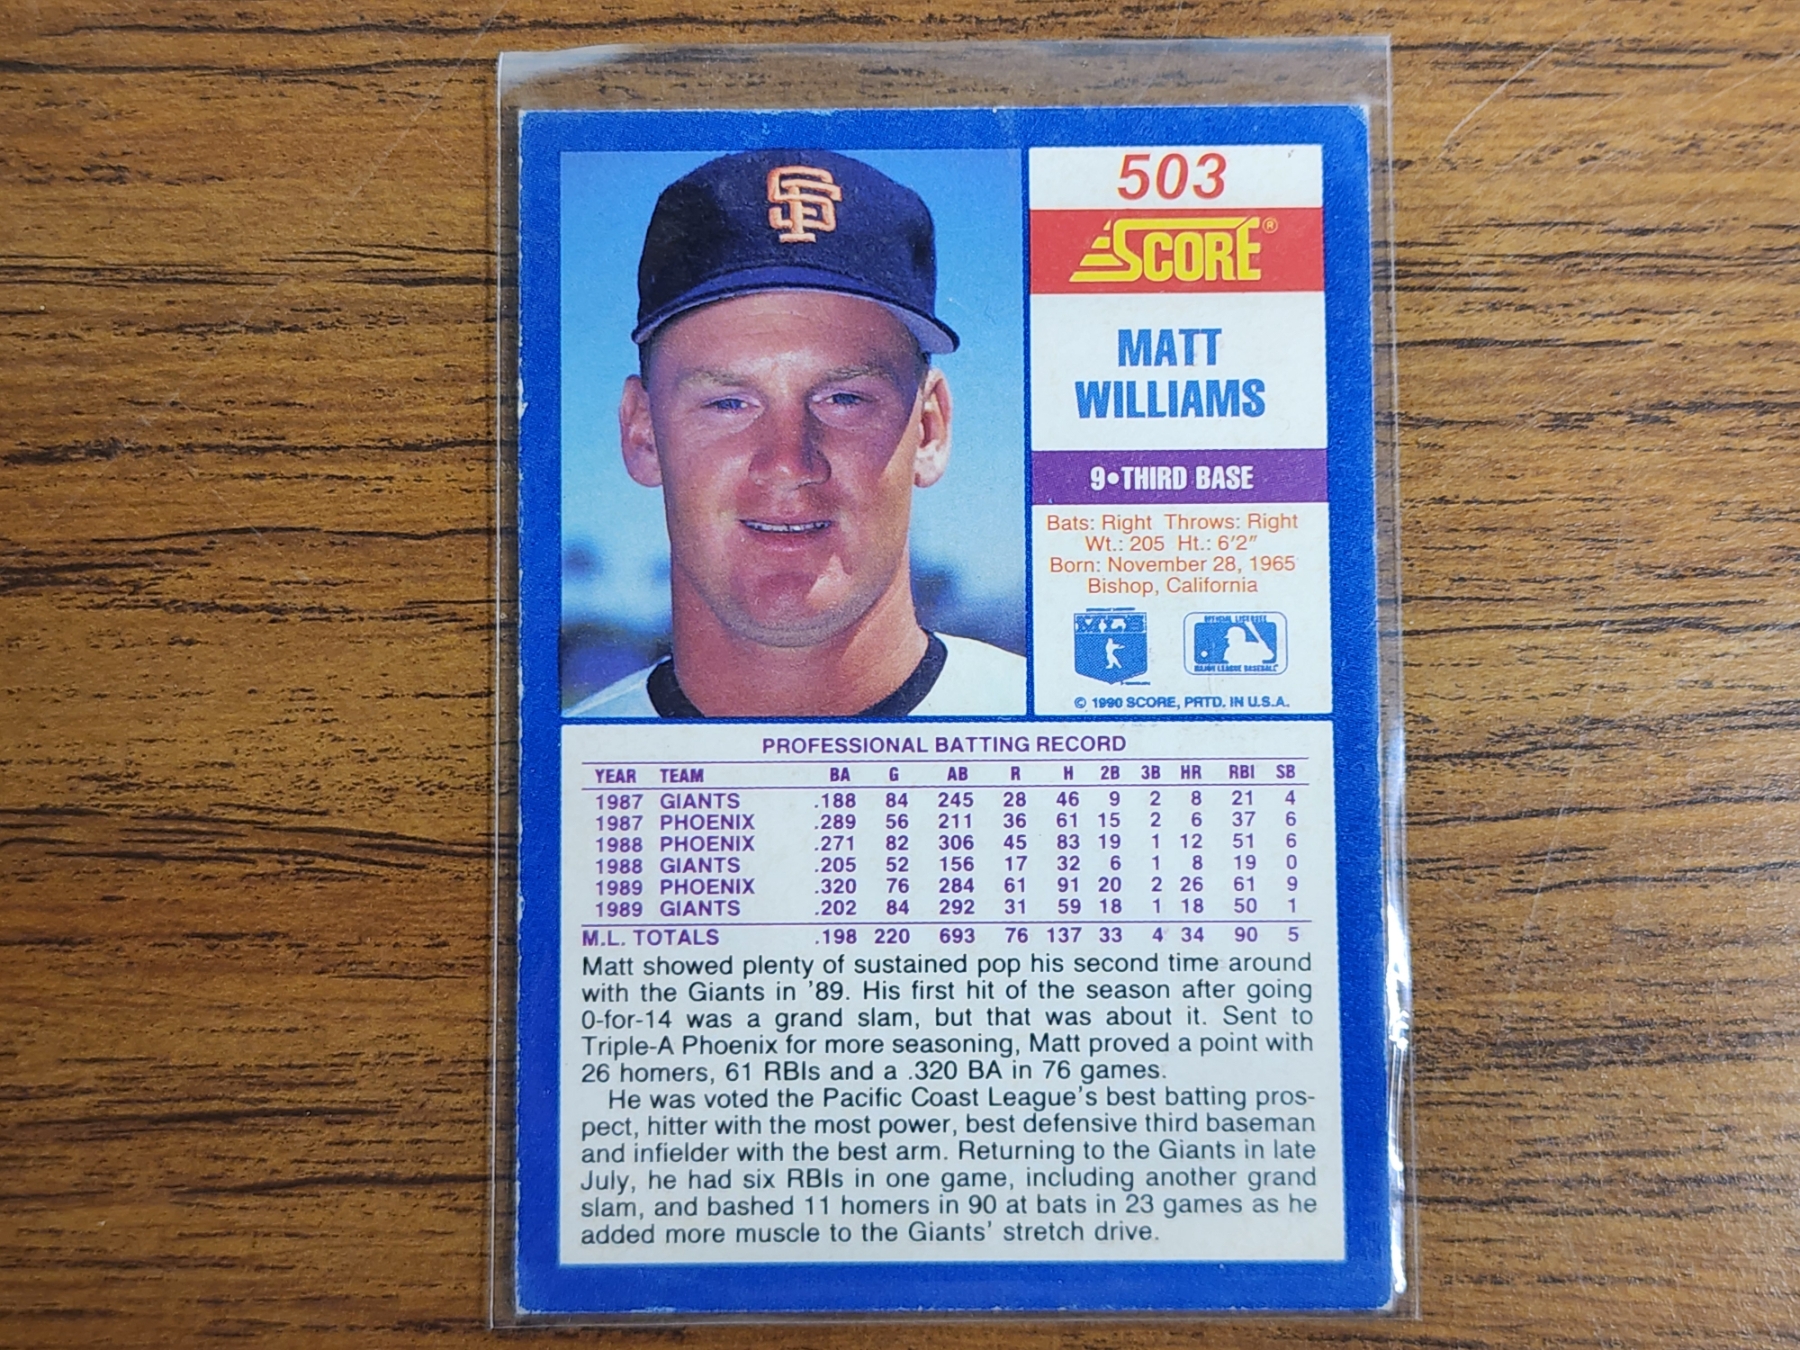 SF
503
SCORE®
MATT
WILLIAMS
9•THIRD BASE
Bats: Right Throws: Right
Wt.: 205 Ht.: 6'2"
Born: November 28, 1965
Bishop, California
OFFICIAL LICENSEE
MAJOR LEAGUE BASEBALL
© 1990 SCORE, PRTD. IN U.S.A.
PROFESSIONAL BATTING RECORD
YEAR TEAM BA G AB R H 2B 3B HR RBI SB
1987 GIANTS .188 84 245 28 46 9 2 8 21 4
1987 PHOENIX .289 56 211 36 61 15 2 6 37 6
1988 PHOENIX .271 82 306 45 83 19 1 12 51 6
1988 GIANTS .205 52 156 17 32 6 1 8 19 0
1989 PHOENIX .320 76 284 61 91 20 2 26 61 9
1989 GIANTS .202 84 292 31 59 18 1 18 50 1
M.L. TOTALS .198 220 693 76 137 33 4 34 90 5
Matt showed plenty of sustained pop his second time around
with the Giants in '89. His first hit of the season after going
0-for-14 was a grand slam, but that was about it. Sent to
Triple-A Phoenix for more seasoning, Matt proved a point with
26 homers, 61 RBIs and a .320 BA in 76 games.
He was voted the Pacific Coast League's best batting pros-
pect, hitter with the most power, best defensive third baseman
and infielder with the best arm. Returning to the Giants in late
July, he had six RBIs in one game, including another grand
slam, and bashed 11 homers in 90 at bats in 23 games as he
added more muscle to the Giants' stretch drive.